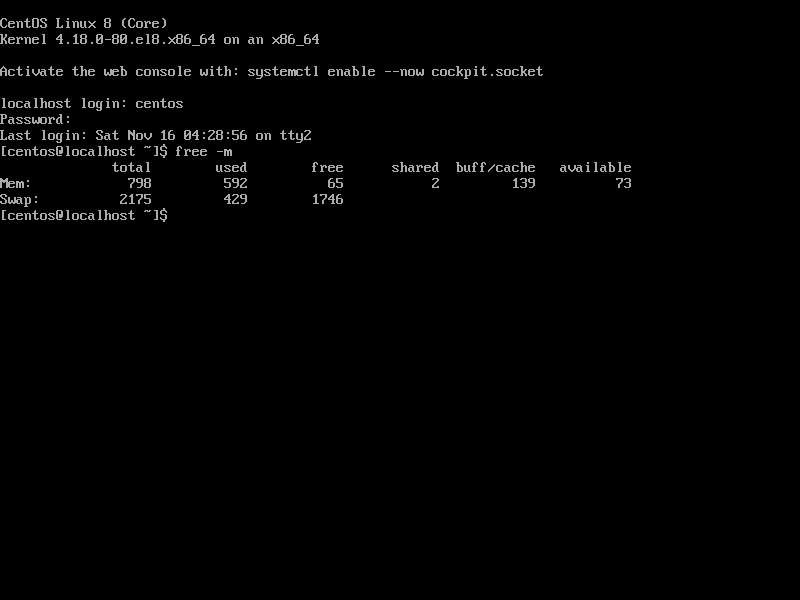 CentOS Linux 8 (Core)
Kernel 4.18.0-80.el8.x86_64 on an x86_64
Activate the web console with: systemctl enable --now cockpit.socket
localhost login: centos
Password:
Last login: Sat Nov 16 04:28:56 on tty2
[centos@localhost ~]$ free -m
              total        used        free      shared  buff/cache   available
Mem:            798         592          65           2         139          73
Swap:          2175         429        1746
[centos@localhost ~]$